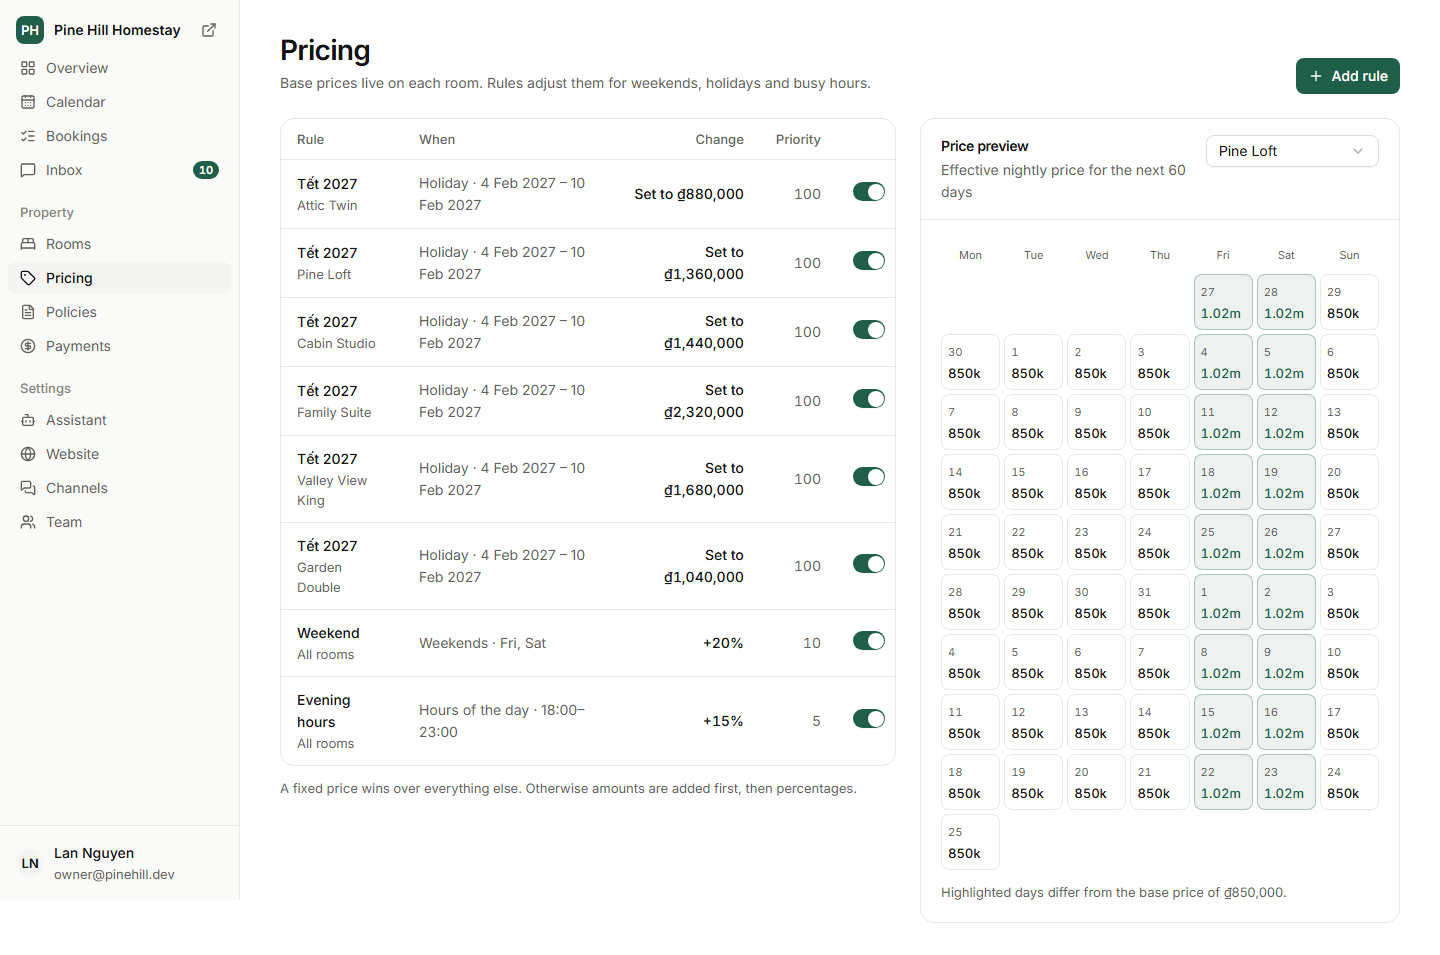 PH Pine Hill Homestay
Overview
Calendar
Bookings
Inbox 10
Property
Rooms
Pricing
Policies
Payments
Settings
Assistant
Website
Channels
Team
LN Lan Nguyen
owner@pinehill.dev
Pricing
Base prices live on each room. Rules adjust them for weekends, holidays and busy hours.
Add rule
Rule When Change Priority
Tết 2027
Attic Twin
Holiday · 4 Feb 2027 – 10
Feb 2027
Set to ₫880,000
100
Tết 2027
Pine Loft
Holiday · 4 Feb 2027 – 10
Feb 2027
Set to
₫1,360,000
100
Tết 2027
Cabin Studio
Holiday · 4 Feb 2027 – 10
Feb 2027
Set to
₫1,440,000
100
Tết 2027
Family Suite
Holiday · 4 Feb 2027 – 10
Feb 2027
Set to
₫2,320,000
100
Tết 2027
Valley View
King
Holiday · 4 Feb 2027 – 10
Feb 2027
Set to
₫1,680,000
100
Tết 2027
Garden
Double
Holiday · 4 Feb 2027 – 10
Feb 2027
Set to
₫1,040,000
100
Weekend
All rooms
Weekends · Fri, Sat
+20%
10
Evening
hours
All rooms
Hours of the day · 18:00–
23:00
+15%
5
A fixed price wins over everything else. Otherwise amounts are added first, then percentages.
Price preview
Effective nightly price for the next 60
days
Pine Loft
Mon Tue Wed Thu Fri Sat Sun
27 28 29
1.02m 1.02m 850k
30 1 2 3 4 5 6
850k 850k 850k 850k 1.02m 1.02m 850k
7 8 9 10 11 12 13
850k 850k 850k 850k 1.02m 1.02m 850k
14 15 16 17 18 19 20
850k 850k 850k 850k 1.02m 1.02m 850k
21 22 23 24 25 26 27
850k 850k 850k 850k 1.02m 1.02m 850k
28 29 30 31 1 2 3
850k 850k 850k 850k 1.02m 1.02m 850k
4 5 6 7 8 9 10
850k 850k 850k 850k 1.02m 1.02m 850k
11 12 13 14 15 16 17
850k 850k 850k 850k 1.02m 1.02m 850k
18 19 20 21 22 23 24
850k 850k 850k 850k 1.02m 1.02m 850k
25
850k
Highlighted days differ from the base price of ₫850,000.